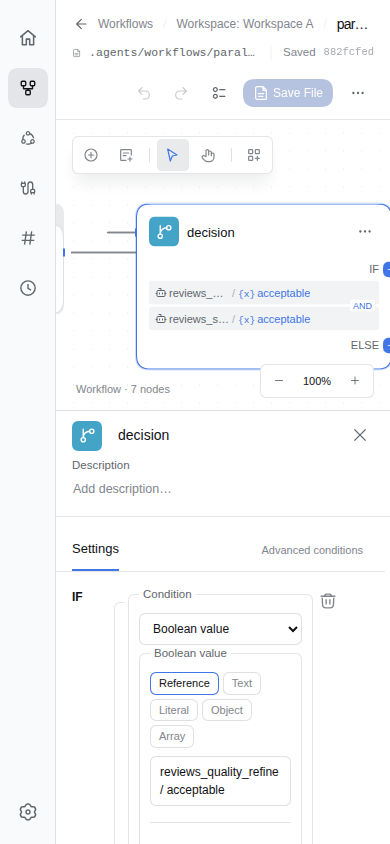 Workflows / Workspace: Workspace A / par…
.agents/workflows/paral… Saved 882fcfed
Save File
decision
IF
reviews_… / {x} acceptable
AND
reviews_s… / {x} acceptable
ELSE
Workflow · 7 nodes
100%
decision
Description
Add description…
Settings
Advanced conditions
IF
Condition
Boolean value
Boolean value
Reference
Text
Literal
Object
Array
reviews_quality_refine
/ acceptable